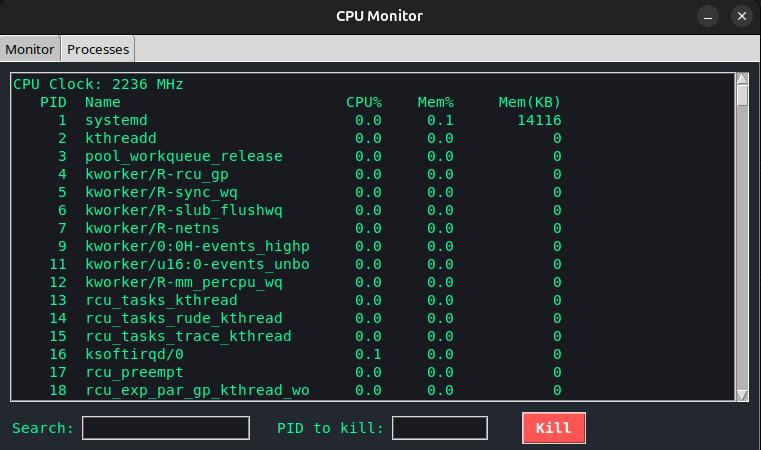 CPU Monitor
Monitor Processes
CPU Clock: 2236 MHz
PID Name CPU% Mem% Mem(KB)
1 systemd 0.0 0.1 14116
2 kthreadd 0.0 0.0 0
3 pool_workqueue_release 0.0 0.0 0
4 kworker/R-rcu_gp 0.0 0.0 0
5 kworker/R-sync_wq 0.0 0.0 0
6 kworker/R-slub_flushwq 0.0 0.0 0
7 kworker/R-netns 0.0 0.0 0
9 kworker/0:0H-events_highp 0.0 0.0 0
11 kworker/u16:0-events_unbo 0.0 0.0 0
12 kworker/R-mm_percpu_wq 0.0 0.0 0
13 rcu_tasks_kthread 0.0 0.0 0
14 rcu_tasks_rude_kthread 0.0 0.0 0
15 rcu_tasks_trace_kthread 0.0 0.0 0
16 ksoftirqd/0 0.1 0.0 0
17 rcu_preempt 0.0 0.0 0
18 rcu_exp_par_gp_kthread_wo 0.0 0.0 0
Search: PID to kill: Kill